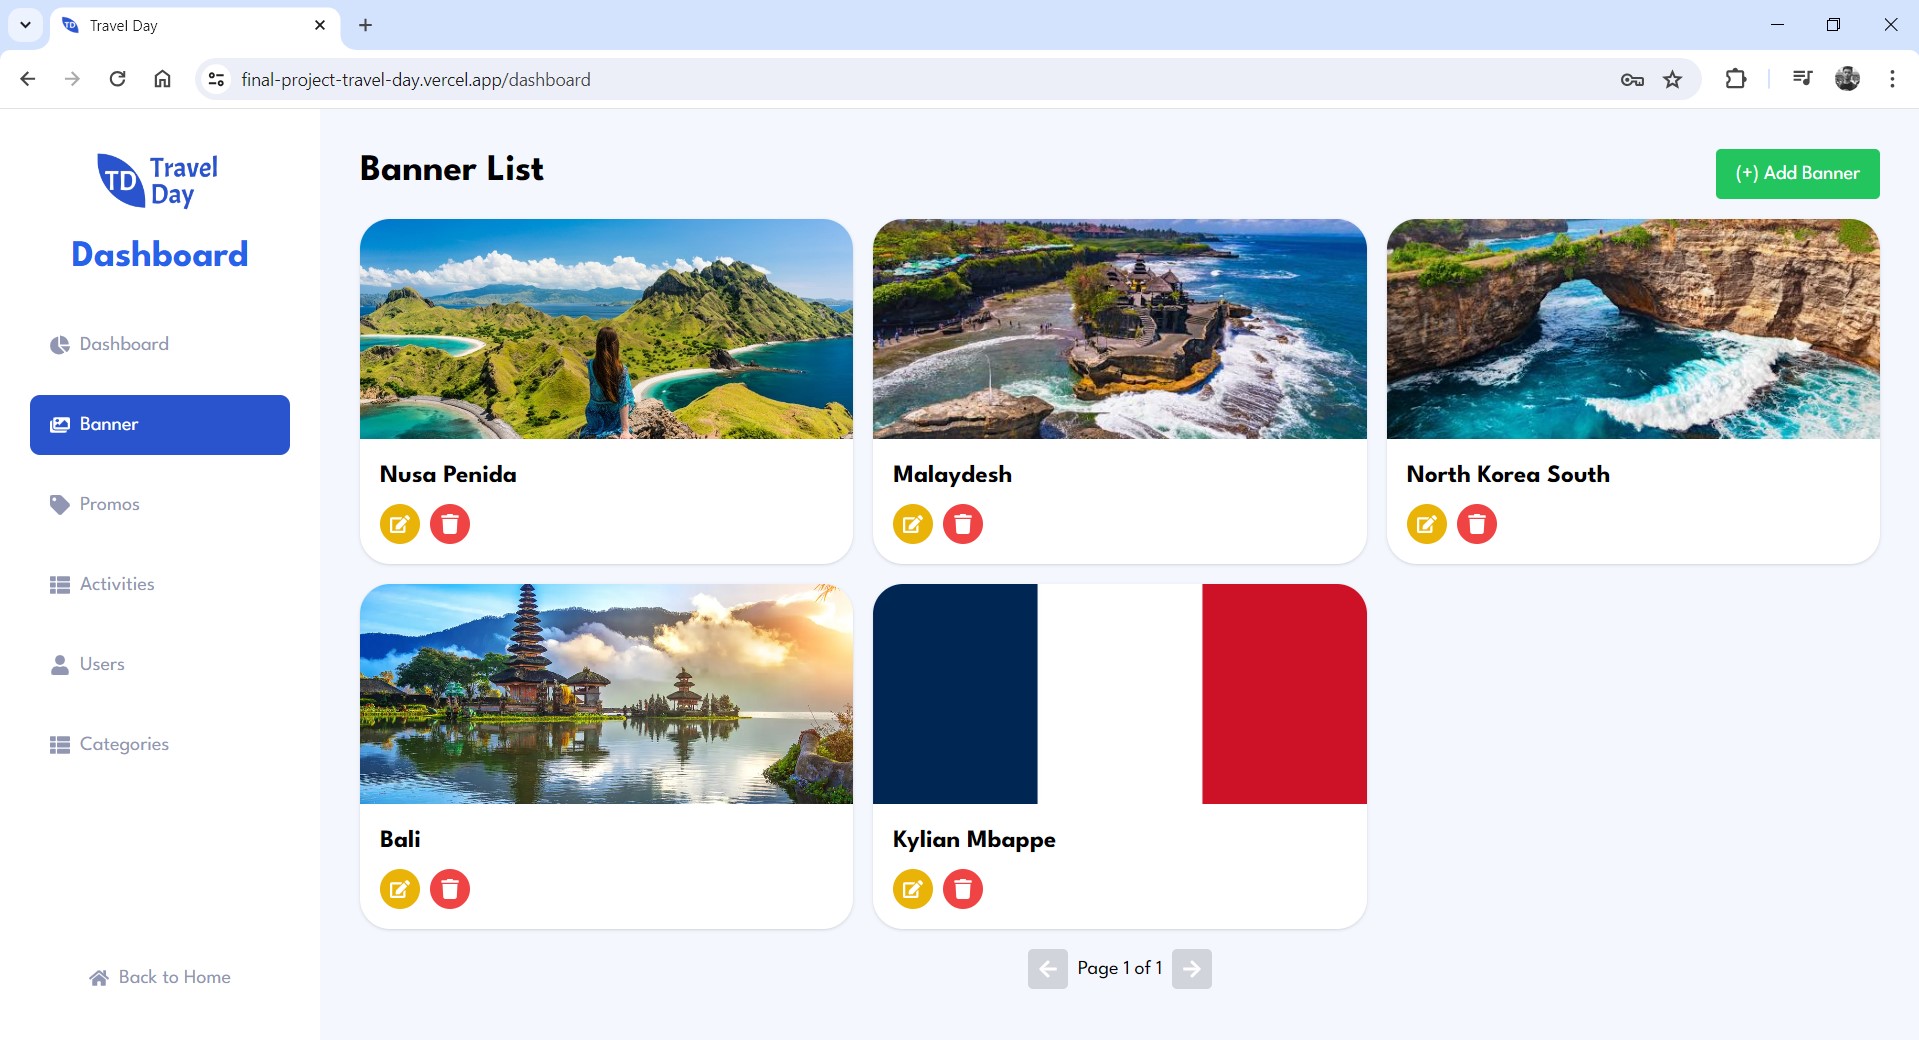 TD
Travel Day
final-project-travel-day.vercel.app/dashboard
TD
Travel
Day
Dashboard
Dashboard
Banner
Promos
Activities
Users
Categories
Back to Home
Banner List
(+) Add Banner
Nusa Penida
Malaydesh
North Korea South
Bali
Kylian Mbappe
Page 1 of 1